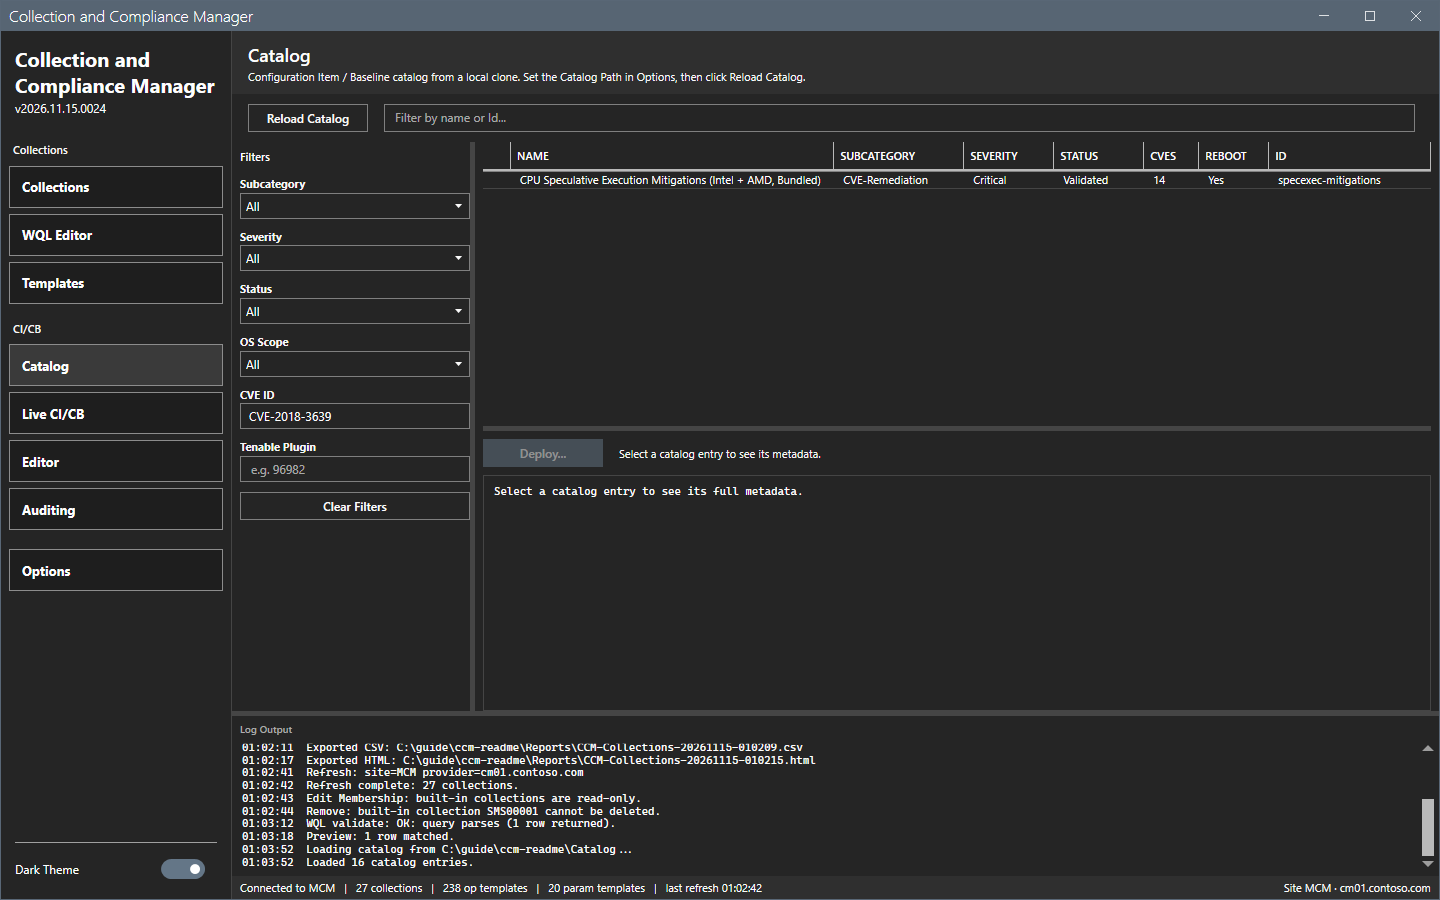 Collection and Compliance Manager
Collection and
Compliance Manager
v2026.11.15.0024
Collections
Collections
WQL Editor
Templates
CI/CB
Catalog
Live CI/CB
Editor
Auditing
Options
Dark Theme
Catalog
Configuration Item / Baseline catalog from a local clone. Set the Catalog Path in Options, then click Reload Catalog.
Reload Catalog
Filter by name or Id...
Filters
Subcategory
All
Severity
All
Status
All
OS Scope
All
CVE ID
CVE-2018-3639
Tenable Plugin
e.g. 96982
Clear Filters
NAME SUBCATEGORY SEVERITY STATUS CVES REBOOT ID
CPU Speculative Execution Mitigations (Intel + AMD, Bundled) CVE-Remediation Critical Validated 14 Yes specexec-mitigations
Deploy... Select a catalog entry to see its metadata.
Select a catalog entry to see its full metadata.
Log Output
01:02:11 Exported CSV: C:\guide\ccm-readme\Reports\CCM-Collections-20261115-010209.csv
01:02:17 Exported HTML: C:\guide\ccm-readme\Reports\CCM-Collections-20261115-010215.html
01:02:41 Refresh: site=MCM provider=cm01.contoso.com
01:02:42 Refresh complete: 27 collections.
01:02:43 Edit Membership: built-in collections are read-only.
01:02:44 Remove: built-in collection SMS00001 cannot be deleted.
01:03:12 WQL validate: OK: query parses (1 row returned).
01:03:18 Preview: 1 row matched.
01:03:52 Loading catalog from C:\guide\ccm-readme\Catalog...
01:03:52 Loaded 16 catalog entries.
Connected to MCM | 27 collections | 238 op templates | 20 param templates | last refresh 01:02:42
Site MCM · cm01.contoso.com